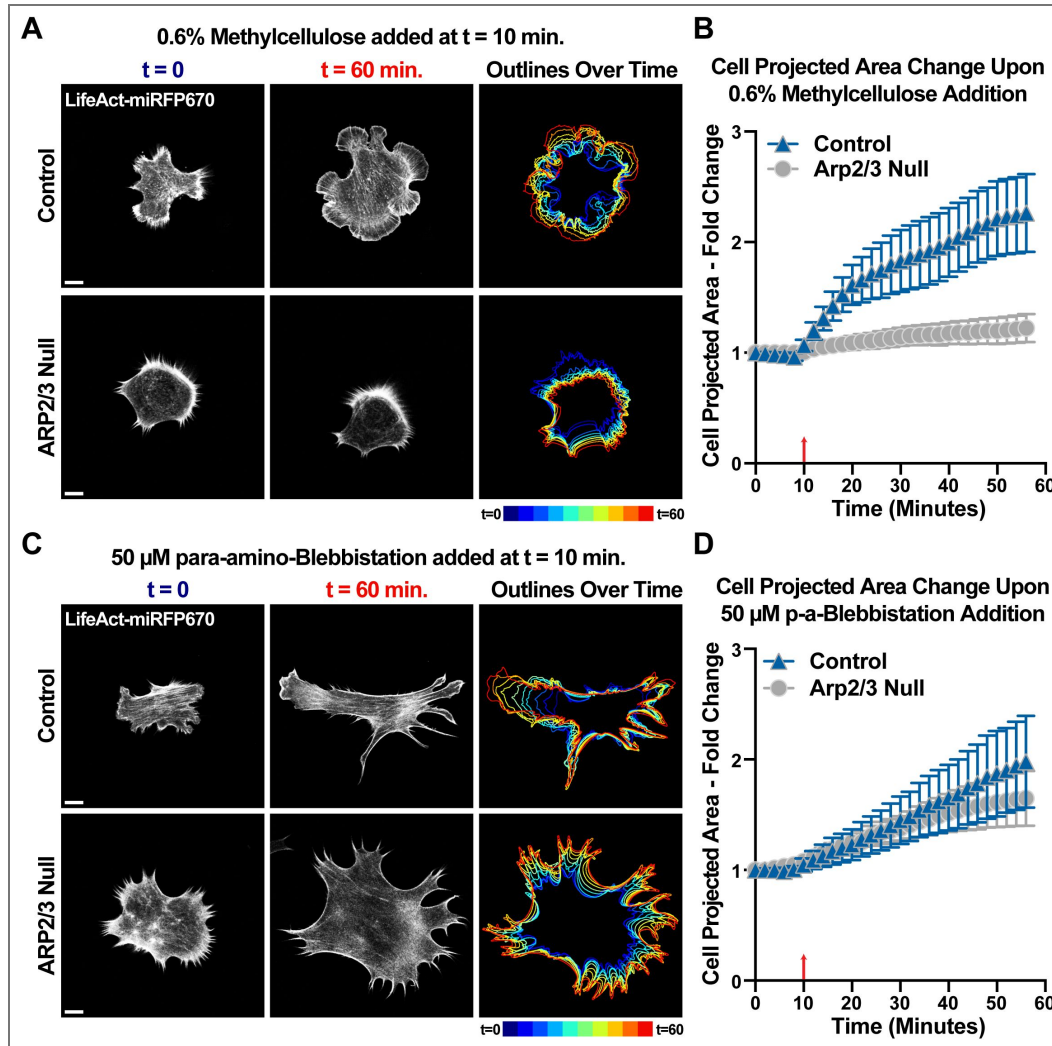 A
0.6% Methylcellulose added at t = 10 min.
t = 0
t = 60 min.
Outlines Over Time
LifeAct-miRFP670
Control
ARP2/3 Null
t=0
t=60
B
Cell Projected Area Change Upon
0.6% Methylcellulose Addition
Control
Arp2/3 Null
Cell Projected Area - Fold Change
3
2
1
0
0
10
20
30
40
50
60
Time (Minutes)
C
50 µM para-amino-Blebbistation added at t = 10 min.
t = 0
t = 60 min.
Outlines Over Time
LifeAct-miRFP670
Control
ARP2/3 Null
t=0
t=60
D
Cell Projected Area Change Upon
50 µM p-a-Blebbistation Addition
Control
Arp2/3 Null
Cell Projected Area - Fold Change
3
2
1
0
0
10
20
30
40
50
60
Time (Minutes)